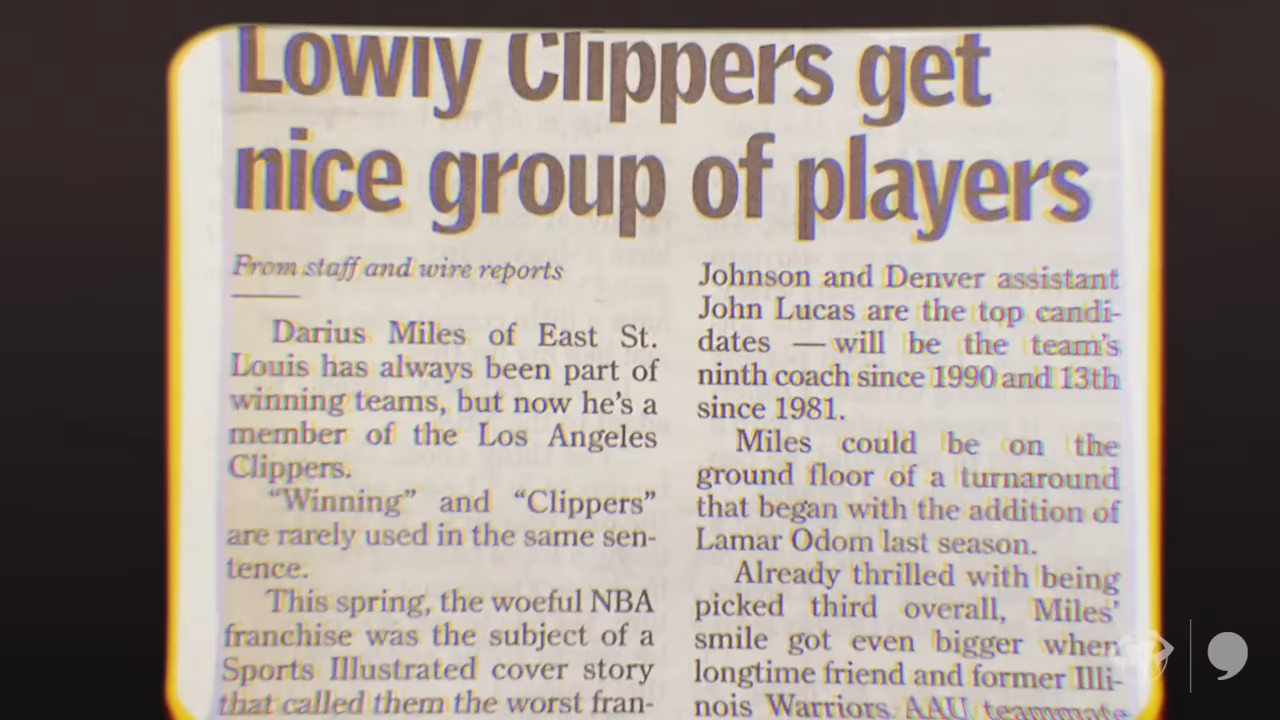 Lowly Clippers get
nice group of players
From staff and wire reports
Darius Miles of East St.
Louis has always been part of
winning teams, but now he's a
member of the Los Angeles
Clippers.
"Winning" and "Clippers"
are rarely used in the same sen-
tence.
This spring, the woeful NBA
franchise was the subject of a
Sports Illustrated cover story
that called them the worst fran-
Johnson and Denver assistant
John Lucas are the top candi-
dates — will be the team's
ninth coach since 1990 and 13th
since 1981.
Miles could be on the
ground floor of a turnaround
that began with the addition of
Lamar Odom last season.
Already thrilled with being
picked third overall, Miles'
smile got even bigger when
longtime friend and former Illi-
nois Warriors AAU teammate